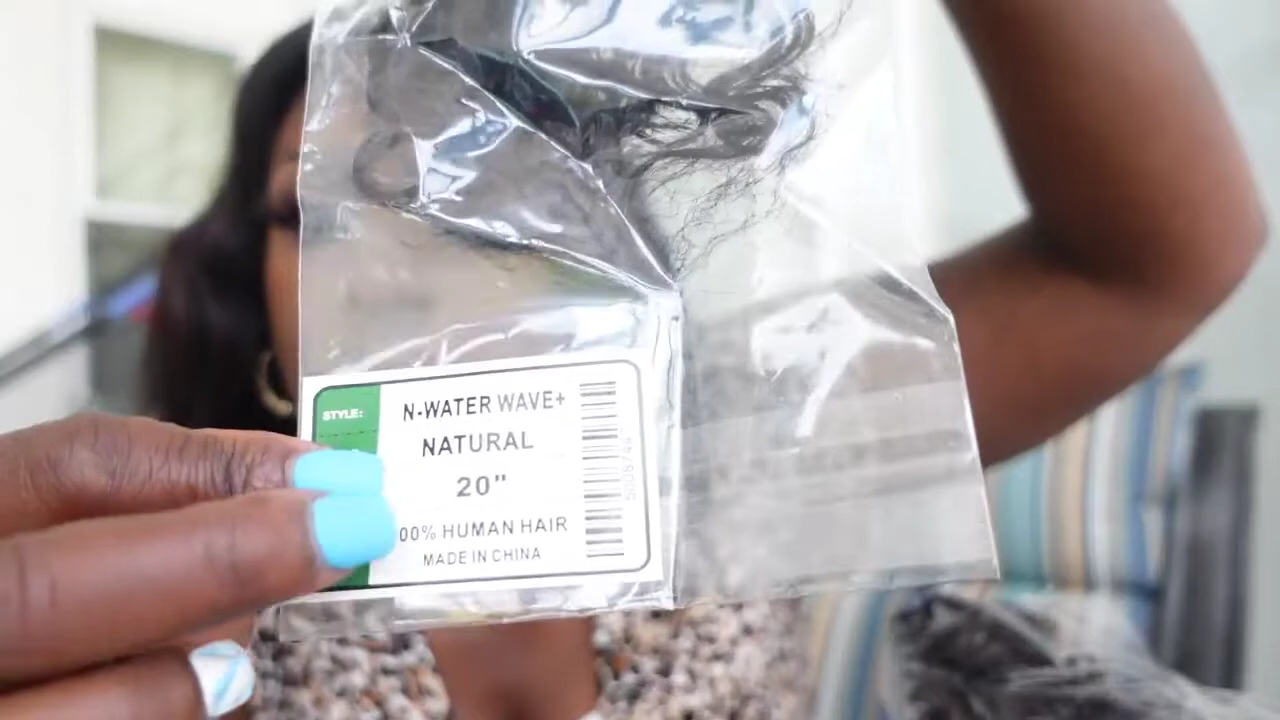 STYLE:
N-WATER WAVE+
NATURAL
20"
00% HUMAN HAIR
MADE IN CHINA